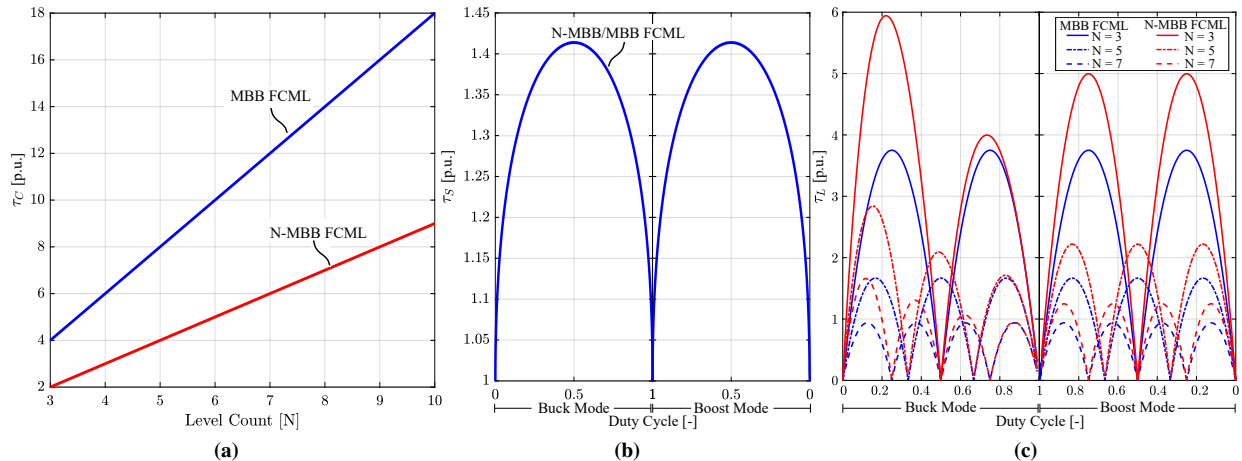 18
16
14
12
10
8
6
4
2
τ_C [p.u.]
MBB FCML
N-MBB FCML
3 4 5 6 7 8 9 10
Level Count [N]
(a)
1.45
1.4
1.35
1.3
1.25
1.2
1.15
1.1
1.05
1
τ_S [p.u.]
N-MBB/MBB FCML
0 0.5 1 0.5 0
Buck Mode Boost Mode
Duty Cycle [-]
(b)
6
5
4
3
2
1
0
τ_L [p.u.]
MBB FCML N-MBB FCML
N = 3 N = 3
N = 5 N = 5
N = 7 N = 7
0 0.2 0.4 0.6 0.8 1 0.8 0.6 0.4 0.2 0
Buck Mode Boost Mode
Duty Cycle [-]
(c)